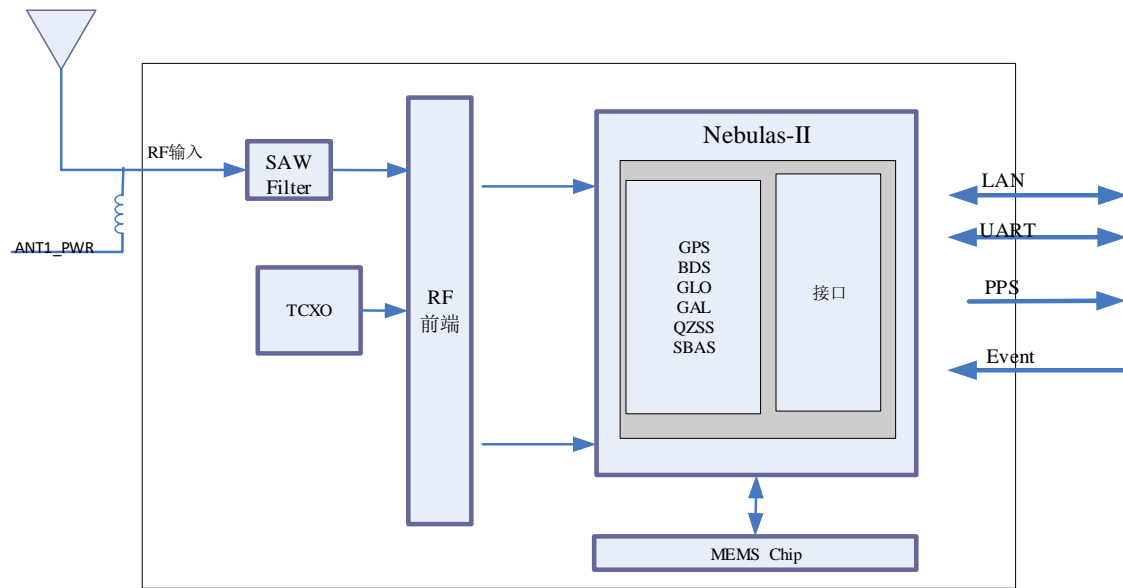 RF输入
SAW
Filter
ANT1_PWR
TCXO
RF
前端
Nebulas-II
GPS
BDS
GLO
GAL
QZSS
SBAS
接口
LAN
UART
PPS
Event
MEMS Chip